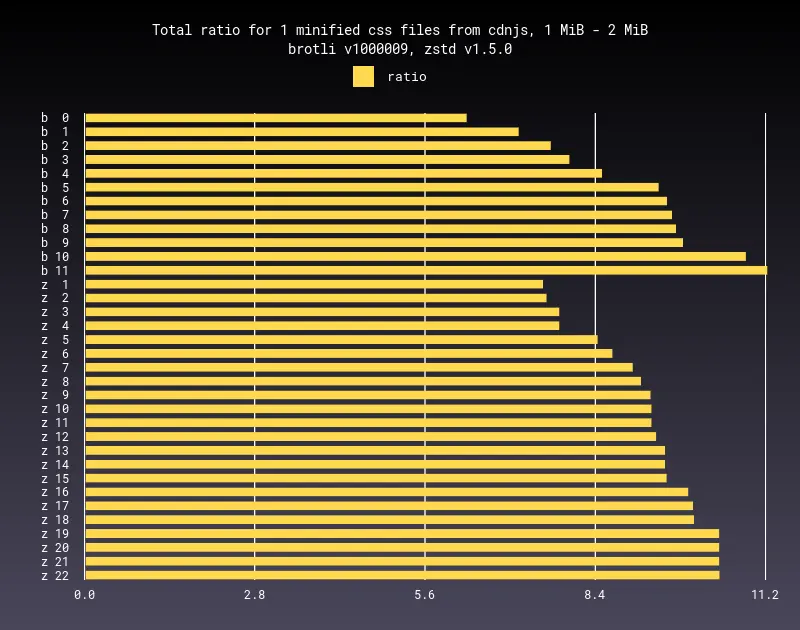 Total ratio for 1 minified css files from cdnjs, 1 MiB - 2 MiB
brotli v1000009, zstd v1.5.0
ratio
b 0
b 1
b 2
b 3
b 4
b 5
b 6
b 7
b 8
b 9
b 10
b 11
z 1
z 2
z 3
z 4
z 5
z 6
z 7
z 8
z 9
z 10
z 11
z 12
z 13
z 14
z 15
z 16
z 17
z 18
z 19
z 20
z 21
z 22
0.0 2.8 5.6 8.4 11.2